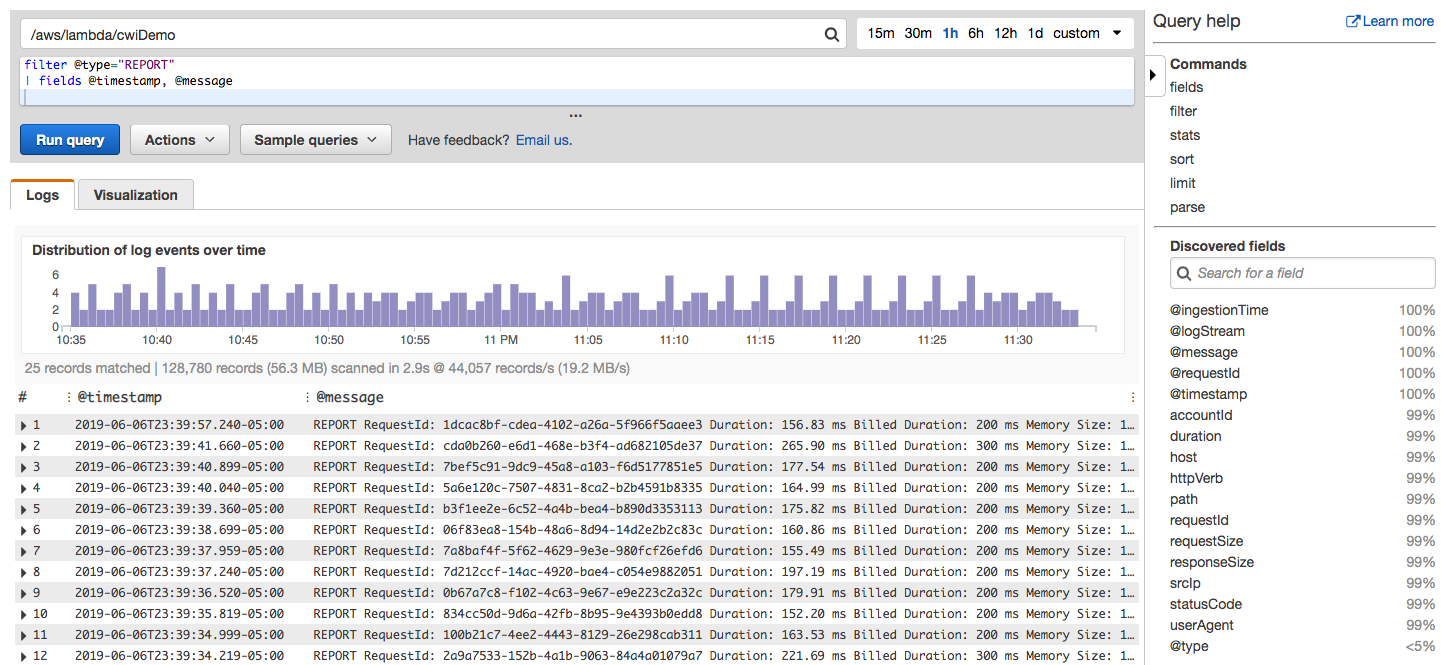 /aws/lambda/cwiDemo
15m 30m 1h 6h 12h 1d custom
filter @type="REPORT"
| fields @timestamp, @message
Run query
Actions
Sample queries
Have feedback? Email us.
Logs
Visualization
Distribution of log events over time
6
4
2
0
10:35 10:40 10:45 10:50 10:55 11 PM 11:05 11:10 11:15 11:20 11:25 11:30
25 records matched | 128,780 records (56.3 MB) scanned in 2.9s @ 44,057 records/s (19.2 MB/s)
# @timestamp @message
1 2019-06-06T23:39:57.240-05:00 REPORT RequestId: 1dcac8bf-cdea-4102-a26a-5f966f5aaee3 Duration: 156.83 ms Billed Duration: 200 ms Memory Size: 1…
2 2019-06-06T23:39:41.660-05:00 REPORT RequestId: cda0b260-e6d1-468e-b3f4-ad682105de37 Duration: 265.90 ms Billed Duration: 300 ms Memory Size: 1…
3 2019-06-06T23:39:40.899-05:00 REPORT RequestId: 7bef5c91-9dc9-45a8-a103-f6d5177851e5 Duration: 177.54 ms Billed Duration: 200 ms Memory Size: 1…
4 2019-06-06T23:39:40.040-05:00 REPORT RequestId: 5a6e120c-7507-4831-8ca2-b2b4591b8335 Duration: 164.99 ms Billed Duration: 200 ms Memory Size: 1…
5 2019-06-06T23:39:39.360-05:00 REPORT RequestId: b3f1ee2e-6c52-4a4b-bea4-b890d3353113 Duration: 175.82 ms Billed Duration: 200 ms Memory Size: 1…
6 2019-06-06T23:39:38.699-05:00 REPORT RequestId: 06f83ea8-154b-48a6-8d94-14d2e2b2c83c Duration: 160.86 ms Billed Duration: 200 ms Memory Size: 1…
7 2019-06-06T23:39:37.959-05:00 REPORT RequestId: 7a8baf4f-5f62-4629-9e3e-980fcf26efd6 Duration: 155.49 ms Billed Duration: 200 ms Memory Size: 1…
8 2019-06-06T23:39:37.240-05:00 REPORT RequestId: 7d212ccf-14ac-4920-bae4-c054e9882051 Duration: 197.19 ms Billed Duration: 200 ms Memory Size: 1…
9 2019-06-06T23:39:36.520-05:00 REPORT RequestId: 0b67a7c8-f102-4c63-9e67-e9e223c2a32c Duration: 179.91 ms Billed Duration: 200 ms Memory Size: 1…
10 2019-06-06T23:39:35.819-05:00 REPORT RequestId: 834cc50d-9d6a-42fb-8b95-9e4393b0edd8 Duration: 152.20 ms Billed Duration: 200 ms Memory Size: 1…
11 2019-06-06T23:39:34.999-05:00 REPORT RequestId: 100b21c7-4ee2-4443-8129-26e298cab311 Duration: 163.53 ms Billed Duration: 200 ms Memory Size: 1…
12 2019-06-06T23:39:34.219-05:00 REPORT RequestId: 2a9a7533-152b-4a1b-9063-84a4a01079a7 Duration: 221.69 ms Billed Duration: 300 ms Memory Size: 1…
Query help
Learn more
Commands
fields
filter
stats
sort
limit
parse
Discovered fields
Search for a field
@ingestionTime 100%
@logStream 100%
@message 100%
@requestId 100%
@timestamp 100%
accountId 99%
duration 99%
host 99%
httpVerb 99%
path 99%
requestId 99%
requestSize 99%
responseSize 99%
srcIp 99%
statusCode 99%
userAgent 99%
@type <5%